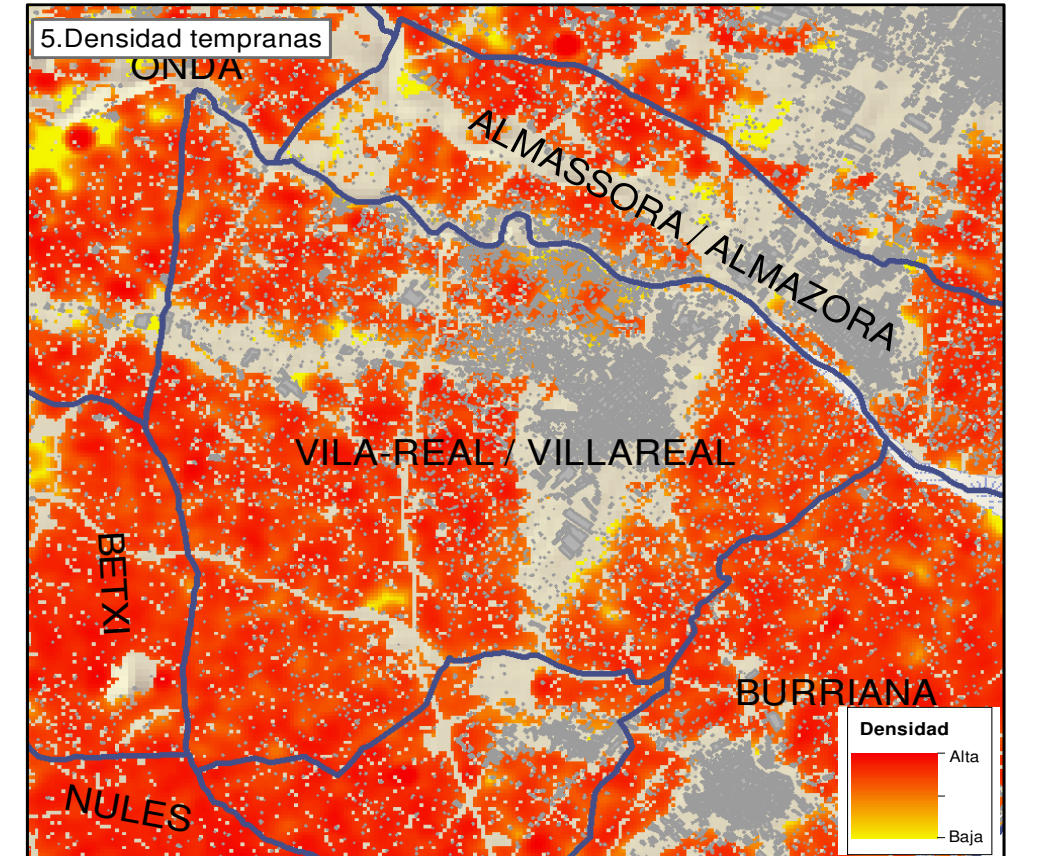 5.Densidad tempranas
ONDA
ALMASSORA / ALMAZORA
VILA-REAL / VILLAREAL
BETXI
BURRIANA
NULES
Densidad
Alta
Baja